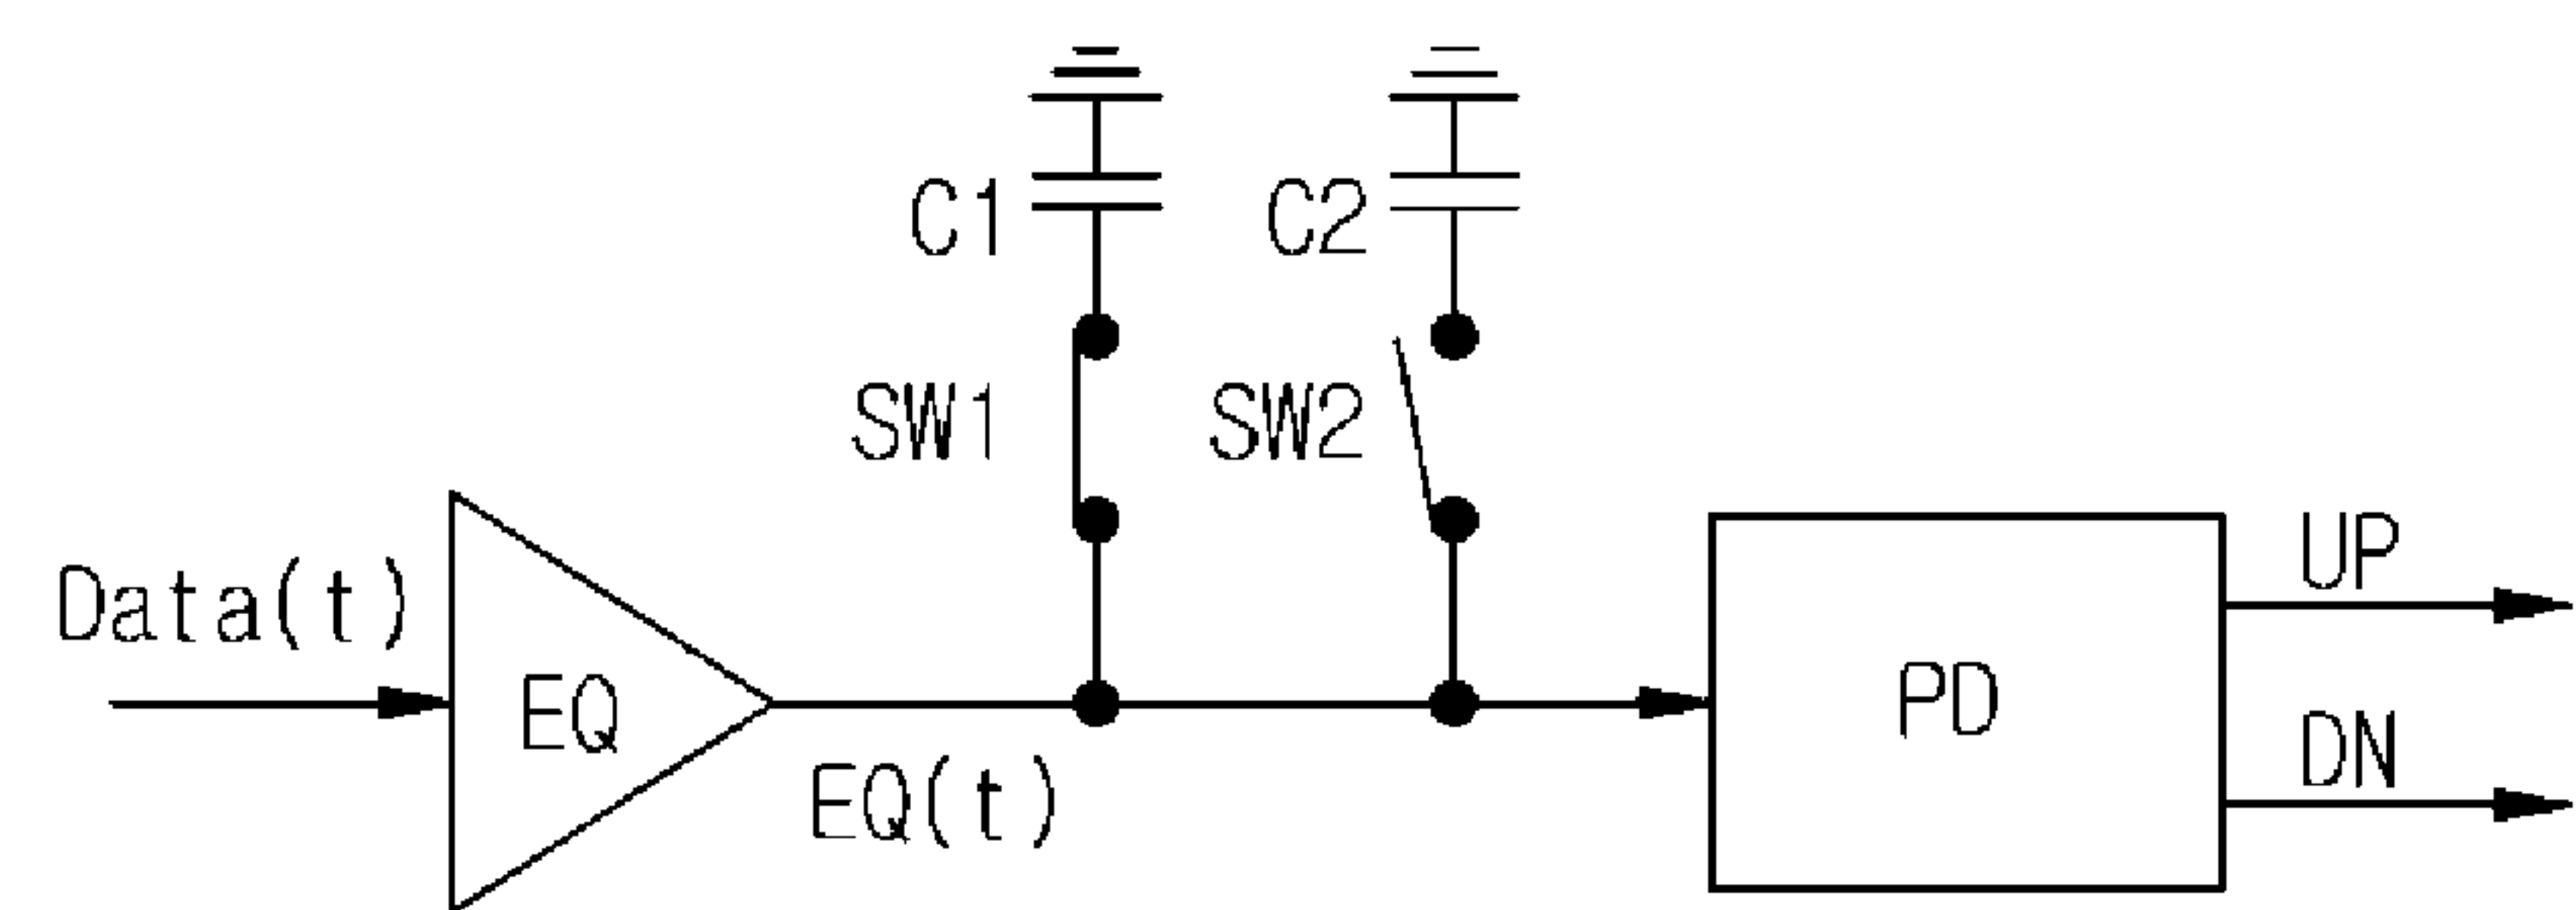 C1
C2
SW1
SW2
Data(t)
EQ
EQ(t)
PD
UP
DN